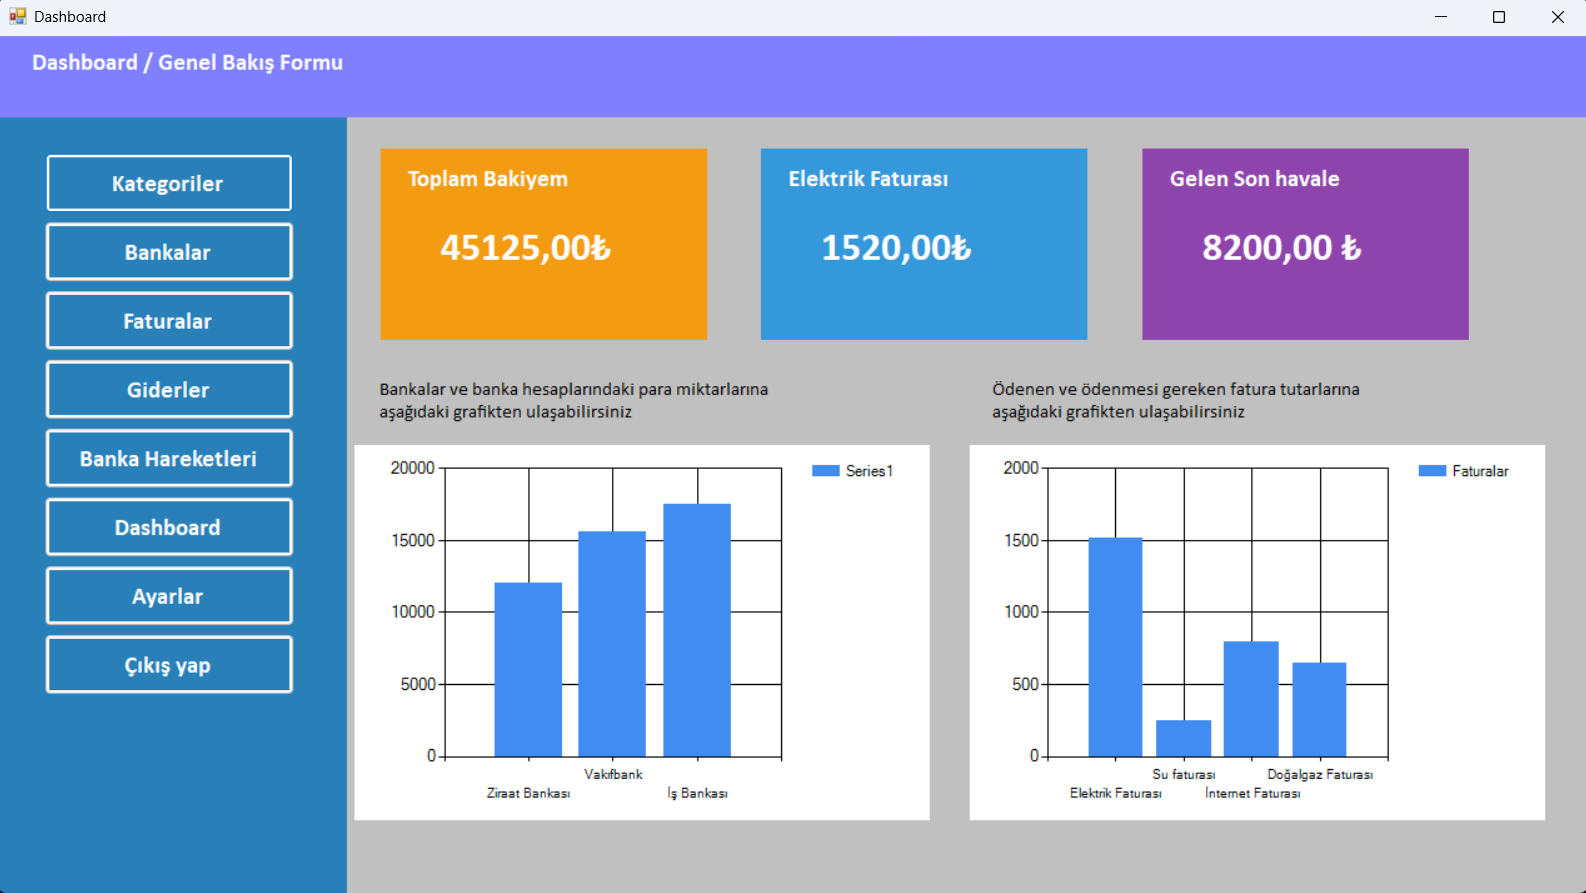 Dashboard
Dashboard / Genel Bakış Formu
Kategoriler
Bankalar
Faturalar
Giderler
Banka Hareketleri
Dashboard
Ayarlar
Çıkış yap
Toplam Bakiyem
45125,00₺
Elektrik Faturası
1520,00₺
Gelen Son havale
8200,00 ₺
Bankalar ve banka hesaplarındaki para miktarlarına
aşağıdaki grafikten ulaşabilirsiniz
20000
15000
10000
5000
0
Series1
Vakıfbank
Ziraat Bankası
İş Bankası
Ödenen ve ödenmesi gereken fatura tutarlarına
aşağıdaki grafikten ulaşabilirsiniz
2000
1500
1000
500
0
Faturalar
Su faturası
Doğalgaz Faturası
Elektrik Faturası
İnternet Faturası